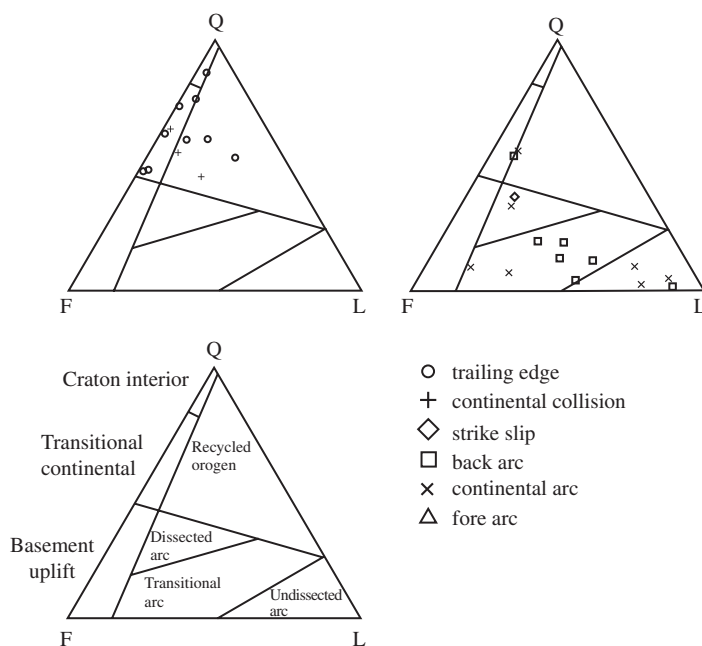 Q
F
L
Q
F
L
Q
Craton interior
Transitional
continental
Recycled
orogen
Basement
uplift
Dissected
arc
Transitional
arc
Undissected
arc
F
L
trailing edge
continental collision
strike slip
back arc
continental arc
fore arc